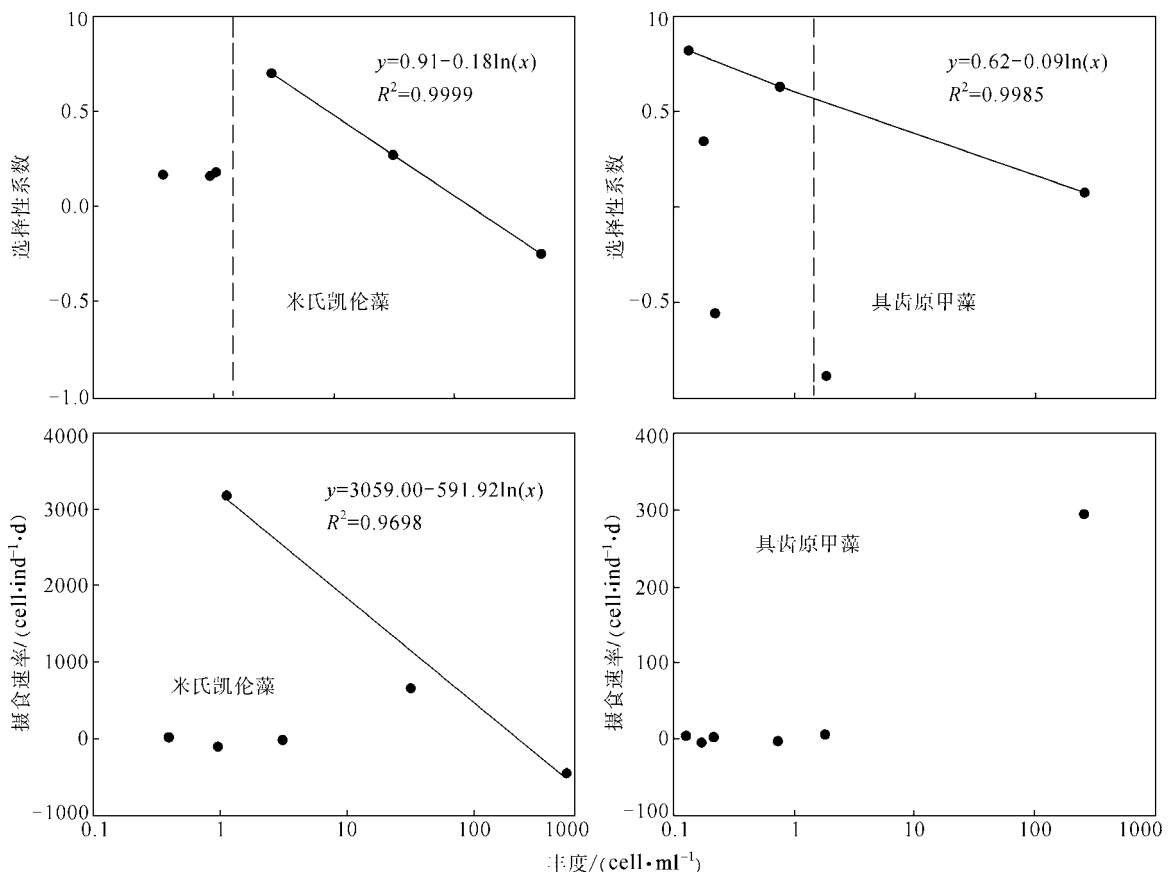 10
0.5
0.0
−0.5
−1.0
选择性系数
y=0.91−0.18ln(x)
R²=0.9999
米氏凯伦藻
10
0.5
−0.5
选择性系数
y=0.62−0.09ln(x)
R²=0.9985
具齿原甲藻
4000
3000
2000
1000
0
−1000
摄食速率/(cell·ind⁻¹·d)
y=3059.00−591.92ln(x)
R²=0.9698
米氏凯伦藻
0.1 1 10 100 1000
400
300
200
100
0
−100
摄食速率/(cell·ind⁻¹·d)
具齿原甲藻
0.1 1 10 100 1000
丰度/(cell·ml⁻¹)